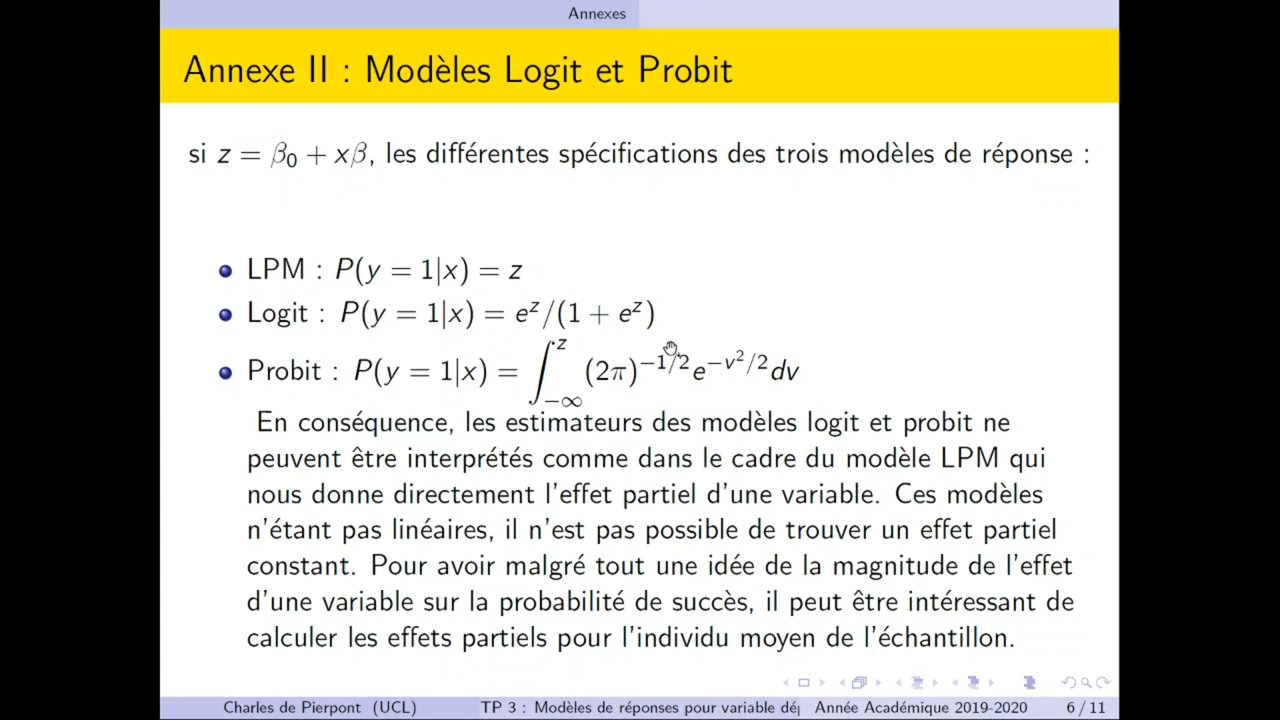 Annexes
Annexe II : Modèles Logit et Probit
si z = β₀ + xβ, les différentes spécifications des trois modèles de réponse :
LPM : P(y = 1|x) = z
Logit : P(y = 1|x) = e^z/(1 + e^z)
Probit : P(y = 1|x) = ∫_{−∞}^{z} (2π)^{−1/2} e^{−v²/2} dv
En conséquence, les estimateurs des modèles logit et probit ne
peuvent être interprétés comme dans le cadre du modèle LPM qui
nous donne directement l'effet partiel d'une variable. Ces modèles
n'étant pas linéaires, il n'est pas possible de trouver un effet partiel
constant. Pour avoir malgré tout une idée de la magnitude de l'effet
d'une variable sur la probabilité de succès, il peut être intéressant de
calculer les effets partiels pour l'individu moyen de l'échantillon.
Charles de Pierpont (UCL) TP 3 : Modèles de réponses pour variable dé Année Académique 2019-2020 6 / 11